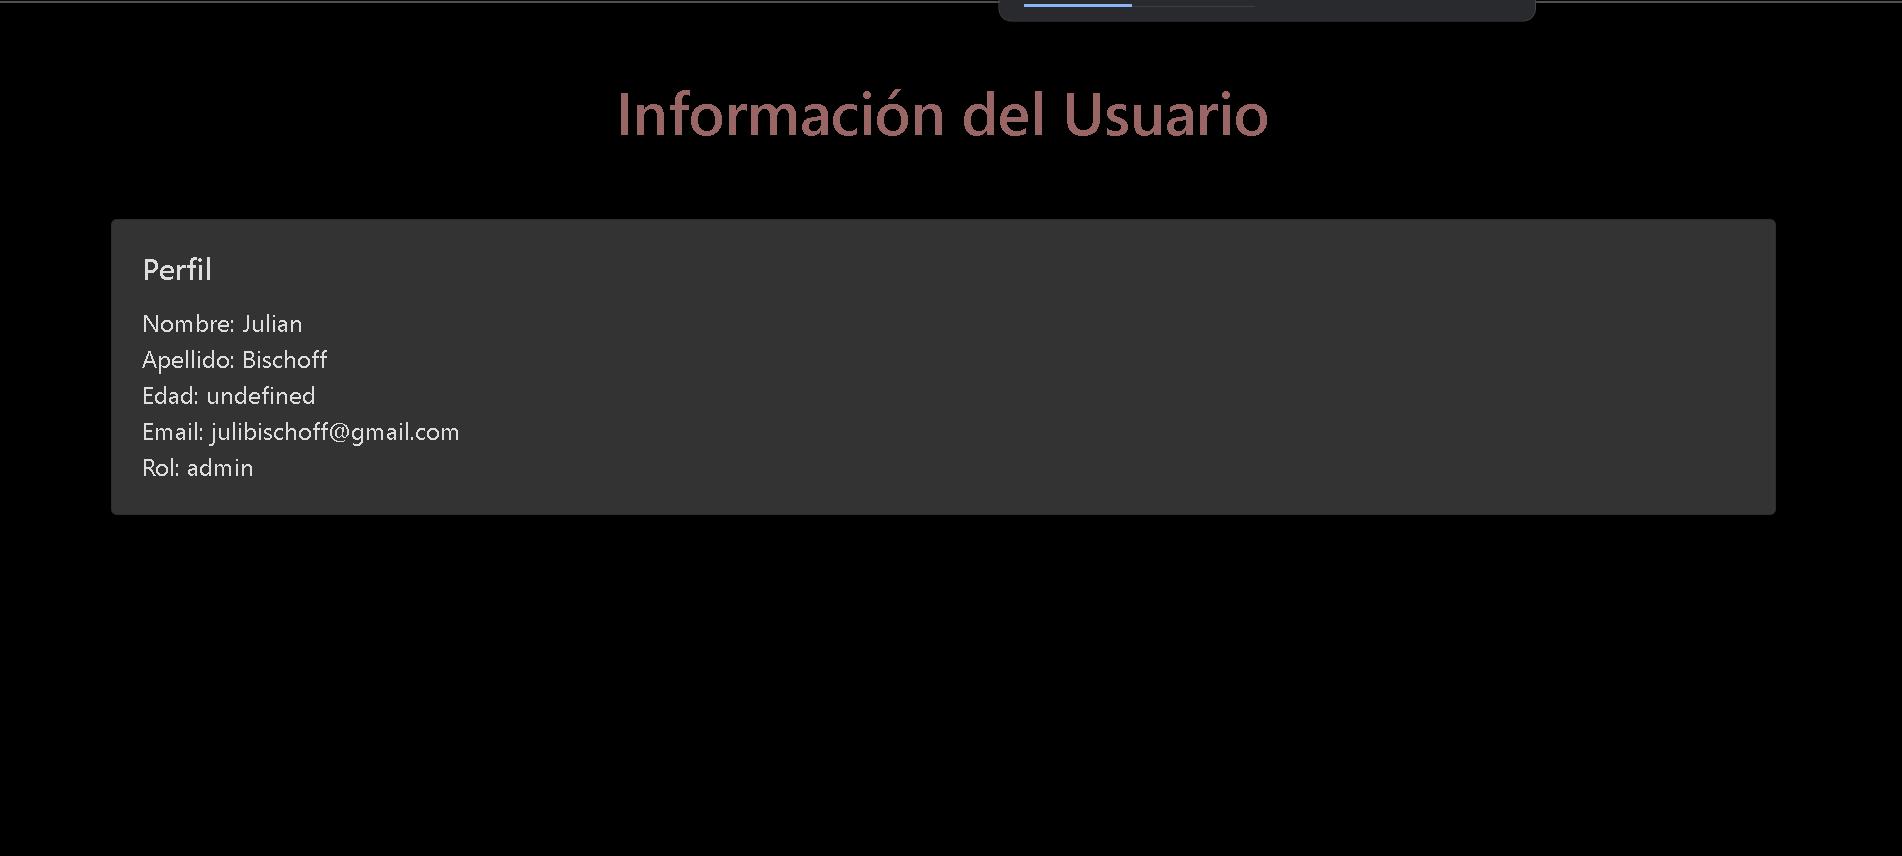 Información del Usuario
Perfil
Nombre: Julian
Apellido: Bischoff
Edad: undefined
Email: julibischoff@gmail.com
Rol: admin